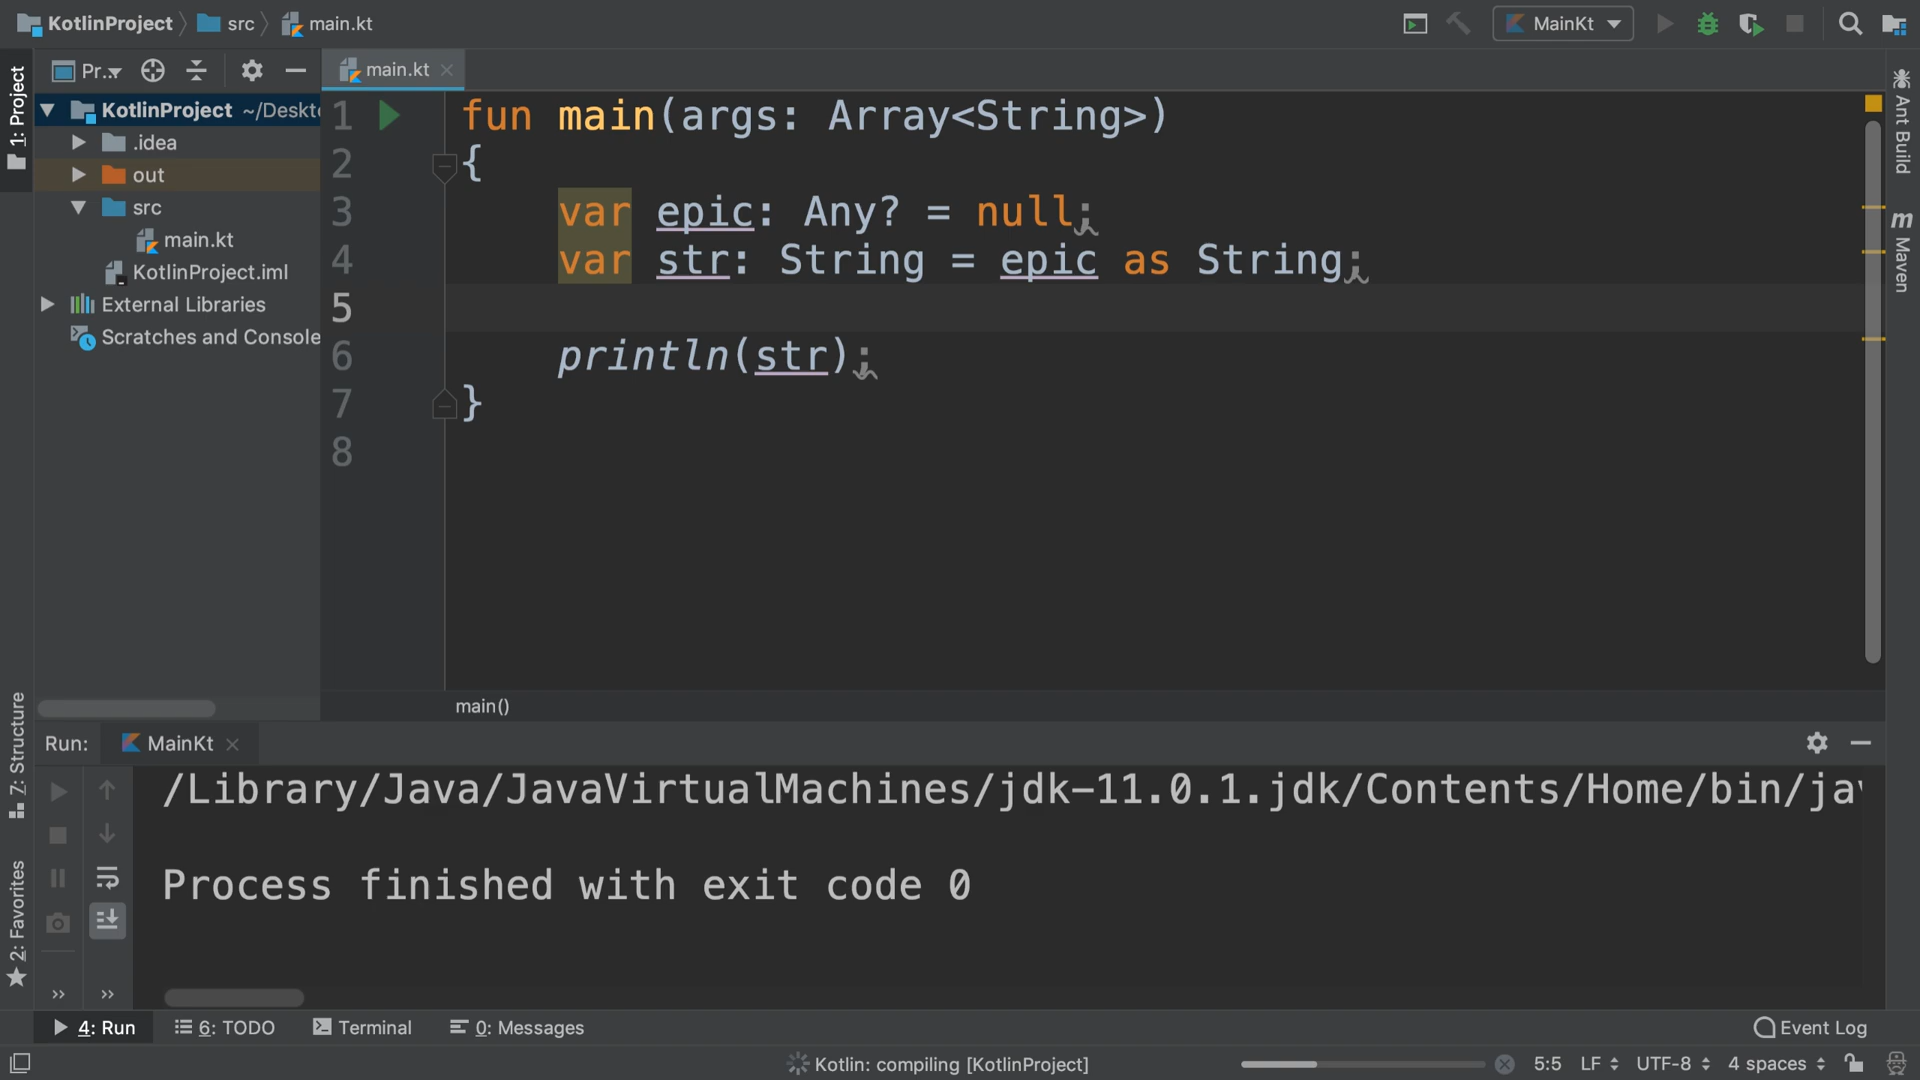 KotlinProject src main.kt MainKt
1: Project
Pr.. main.kt
KotlinProject ~/Deskt
.idea
out
src
main.kt
KotlinProject.iml
External Libraries
Scratches and Console
1 fun main(args: Array<String>)
2 {
3 var epic: Any? = null;
4 var str: String = epic as String;
5
6 println(str);
7 }
8
main()
Ant Build
m Maven
7: Structure
2: Favorites
Run: MainKt
/Library/Java/JavaVirtualMachines/jdk-11.0.1.jdk/Contents/Home/bin/jav
Process finished with exit code 0
4: Run 6: TODO Terminal 0: Messages Event Log
Kotlin: compiling [KotlinProject] 5:5 LF UTF-8 4 spaces